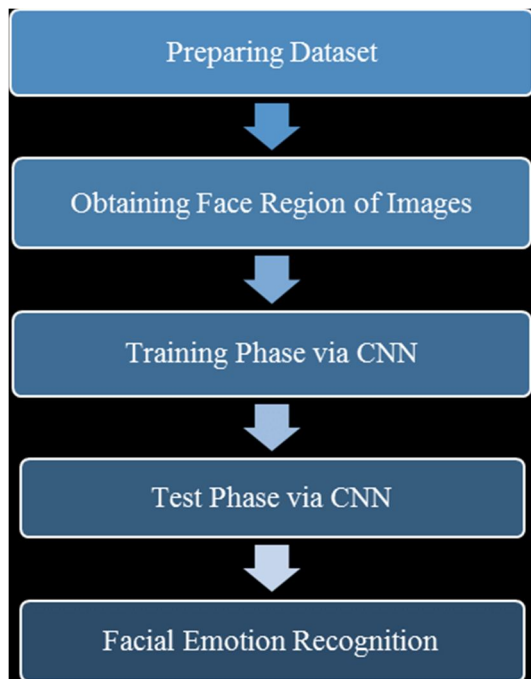 Preparing Dataset
Obtaining Face Region of Images
Training Phase via CNN
Test Phase via CNN
Facial Emotion Recognition